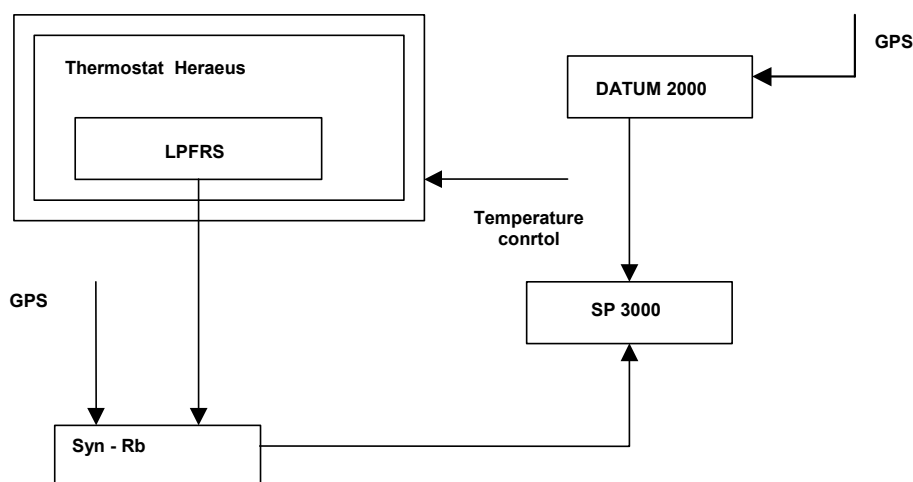 Thermostat Heraeus
LPFRS
GPS
DATUM 2000
Temperature
conrtol
GPS
SP 3000
Syn - Rb